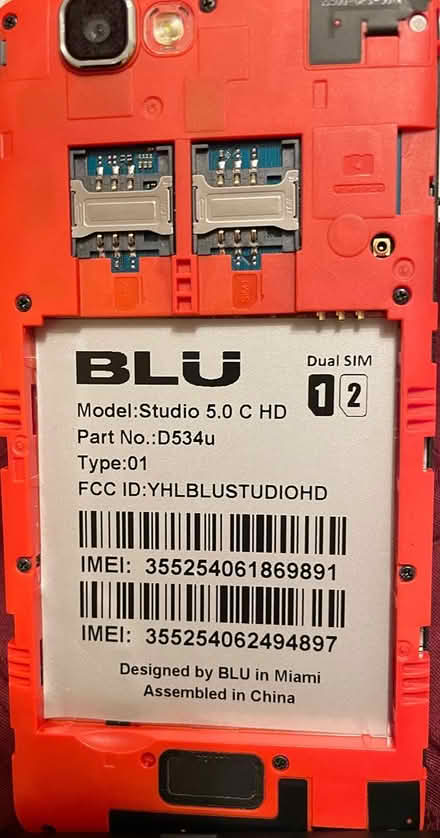 BLU
Dual SIM
1 2
Model:Studio 5.0 C HD
Part No.:D534u
Type:01
FCC ID:YHLBLUSTUDIOHD
IMEI: 355254061869891
IMEI: 355254062494897
Designed by BLU in Miami
Assembled in China